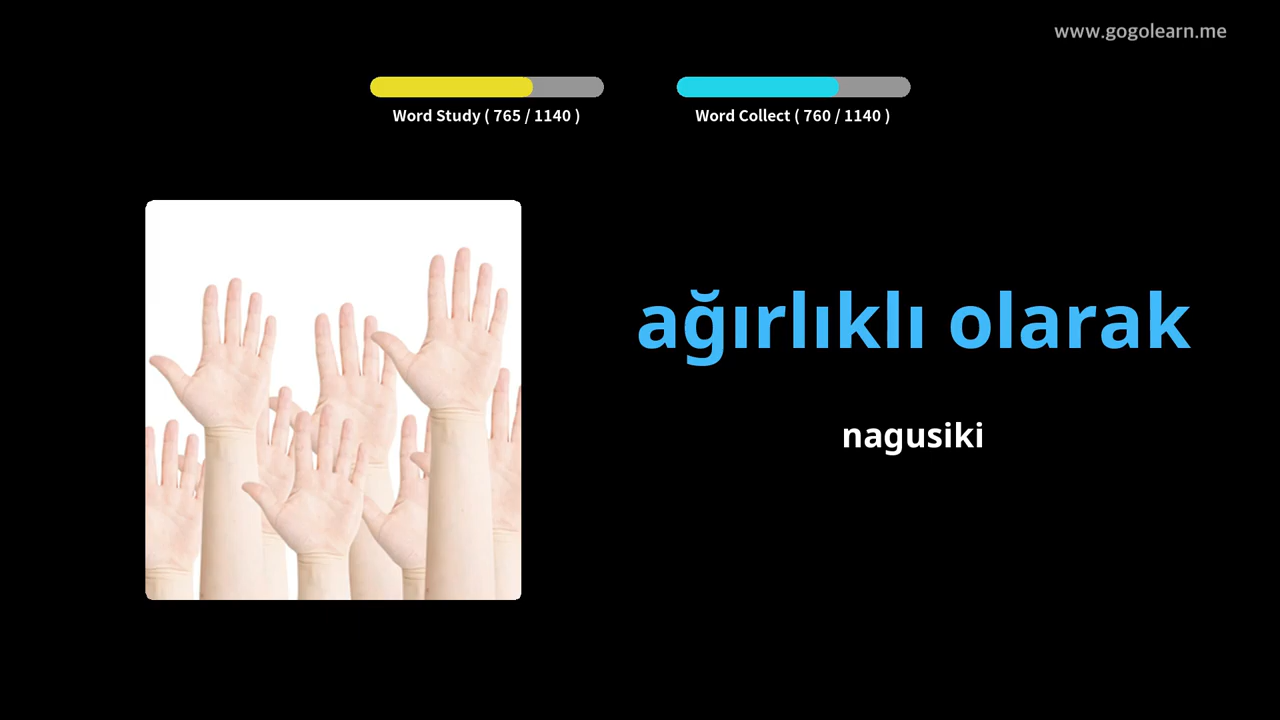 www.gogolearn.me
Word Study ( 765 / 1140 )
Word Collect ( 760 / 1140 )
ağırlıklı olarak
nagusiki